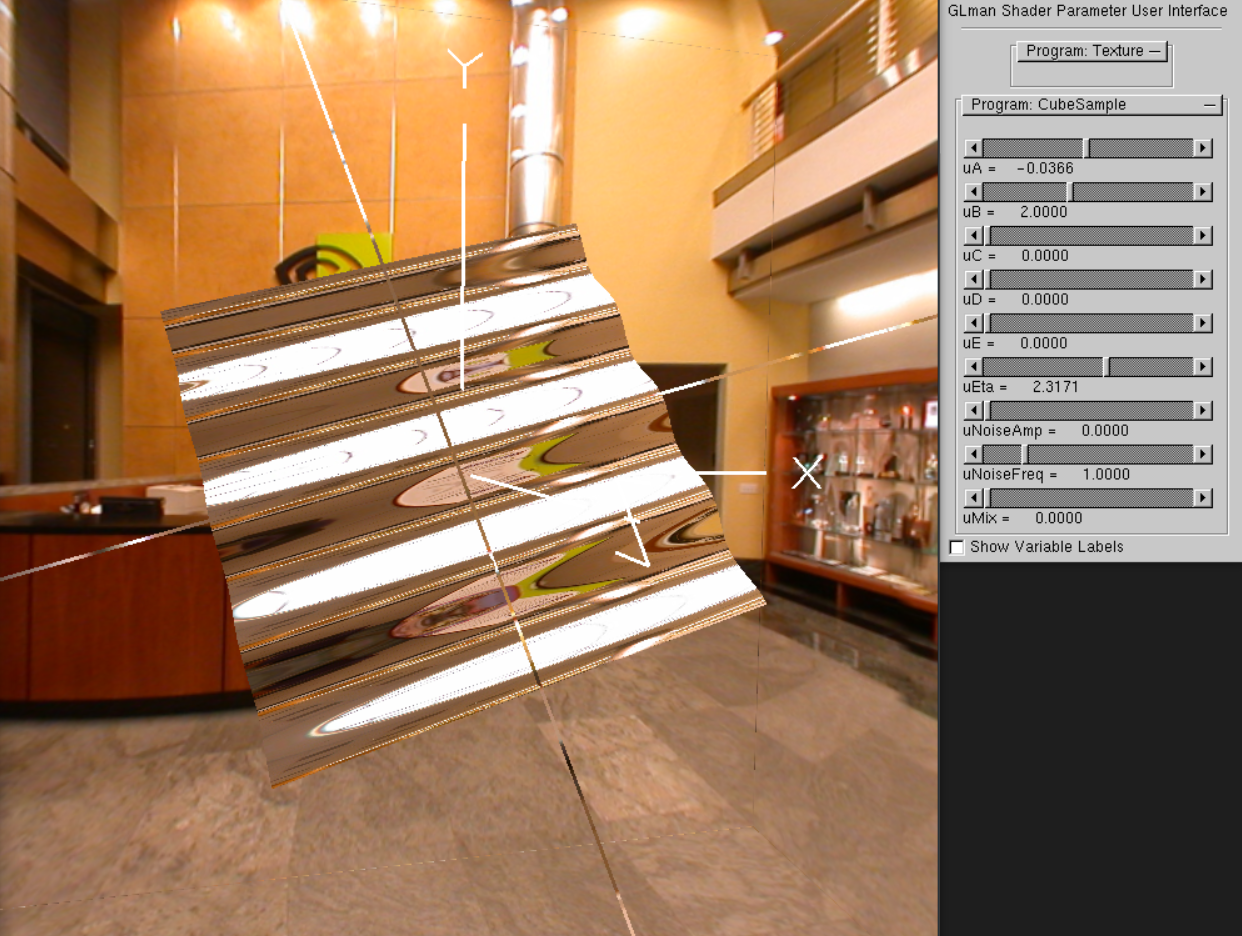 GLman Shader Parameter User Interface
Program: Texture
Program: CubeSample
uA = -0.0366
uB = 2.0000
uC = 0.0000
uD = 0.0000
uE = 0.0000
uEta = 2.3171
uNoiseAmp = 0.0000
uNoiseFreq = 1.0000
uMix = 0.0000
Show Variable Labels
Y
X